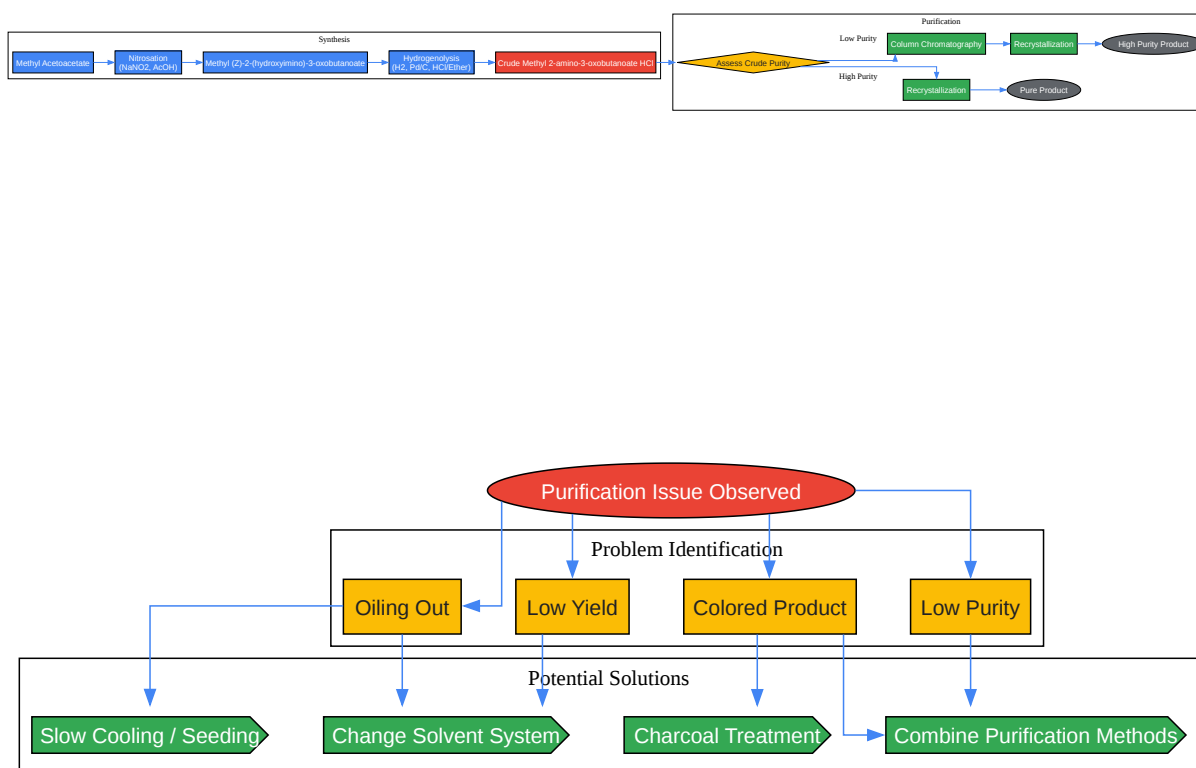 Synthesis
Methyl Acetoacetate
Nitrosation
(NaNO2, AcOH)
Methyl (Z)-2-(hydroxyimino)-3-oxobutanoate
Hydrogenolysis
(H2, Pd/C, HCl/Ether)
Crude Methyl 2-amino-3-oxobutanoate HCl
Purification
Assess Crude Purity
Low Purity
Column Chromatography
Recrystallization
High Purity Product
High Purity
Recrystallization
Pure Product
Purification Issue Observed
Problem Identification
Oiling Out
Low Yield
Colored Product
Low Purity
Potential Solutions
Slow Cooling / Seeding
Change Solvent System
Charcoal Treatment
Combine Purification Methods